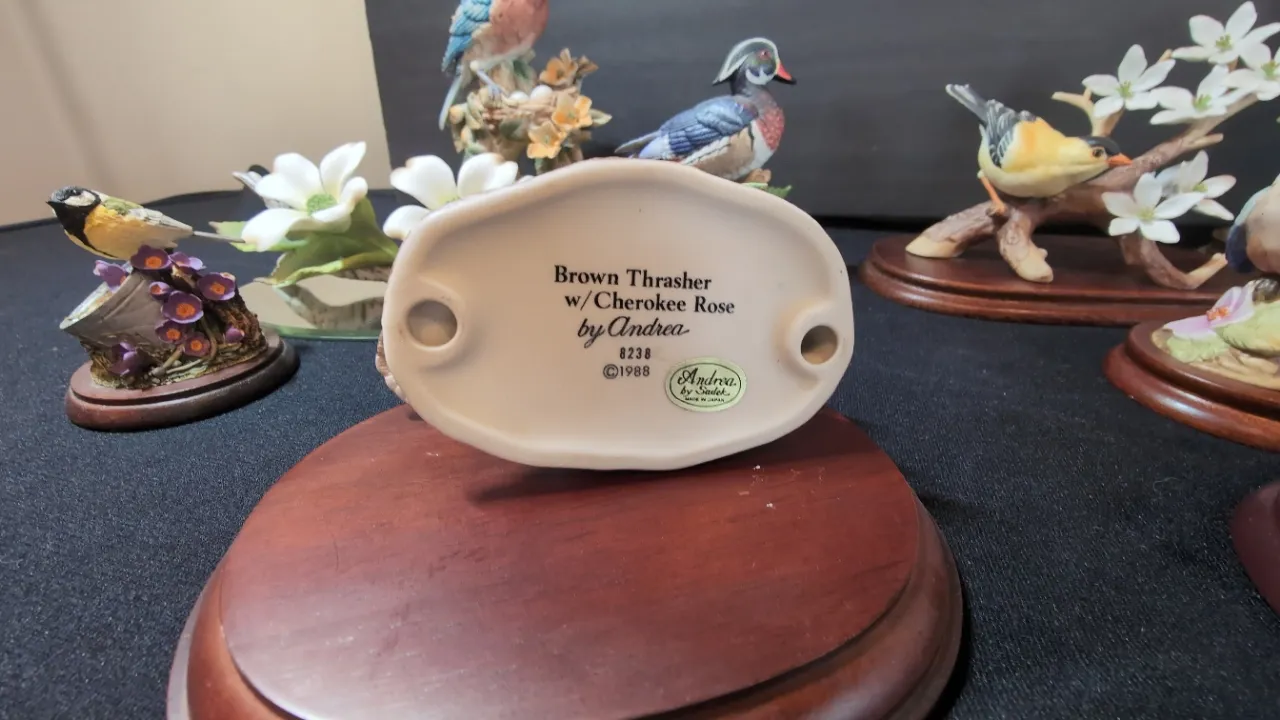 Brown Thrasher
w/Cherokee Rose
by Andrea
8238
©1988
Andrea
by Sadek
MADE IN JAPAN